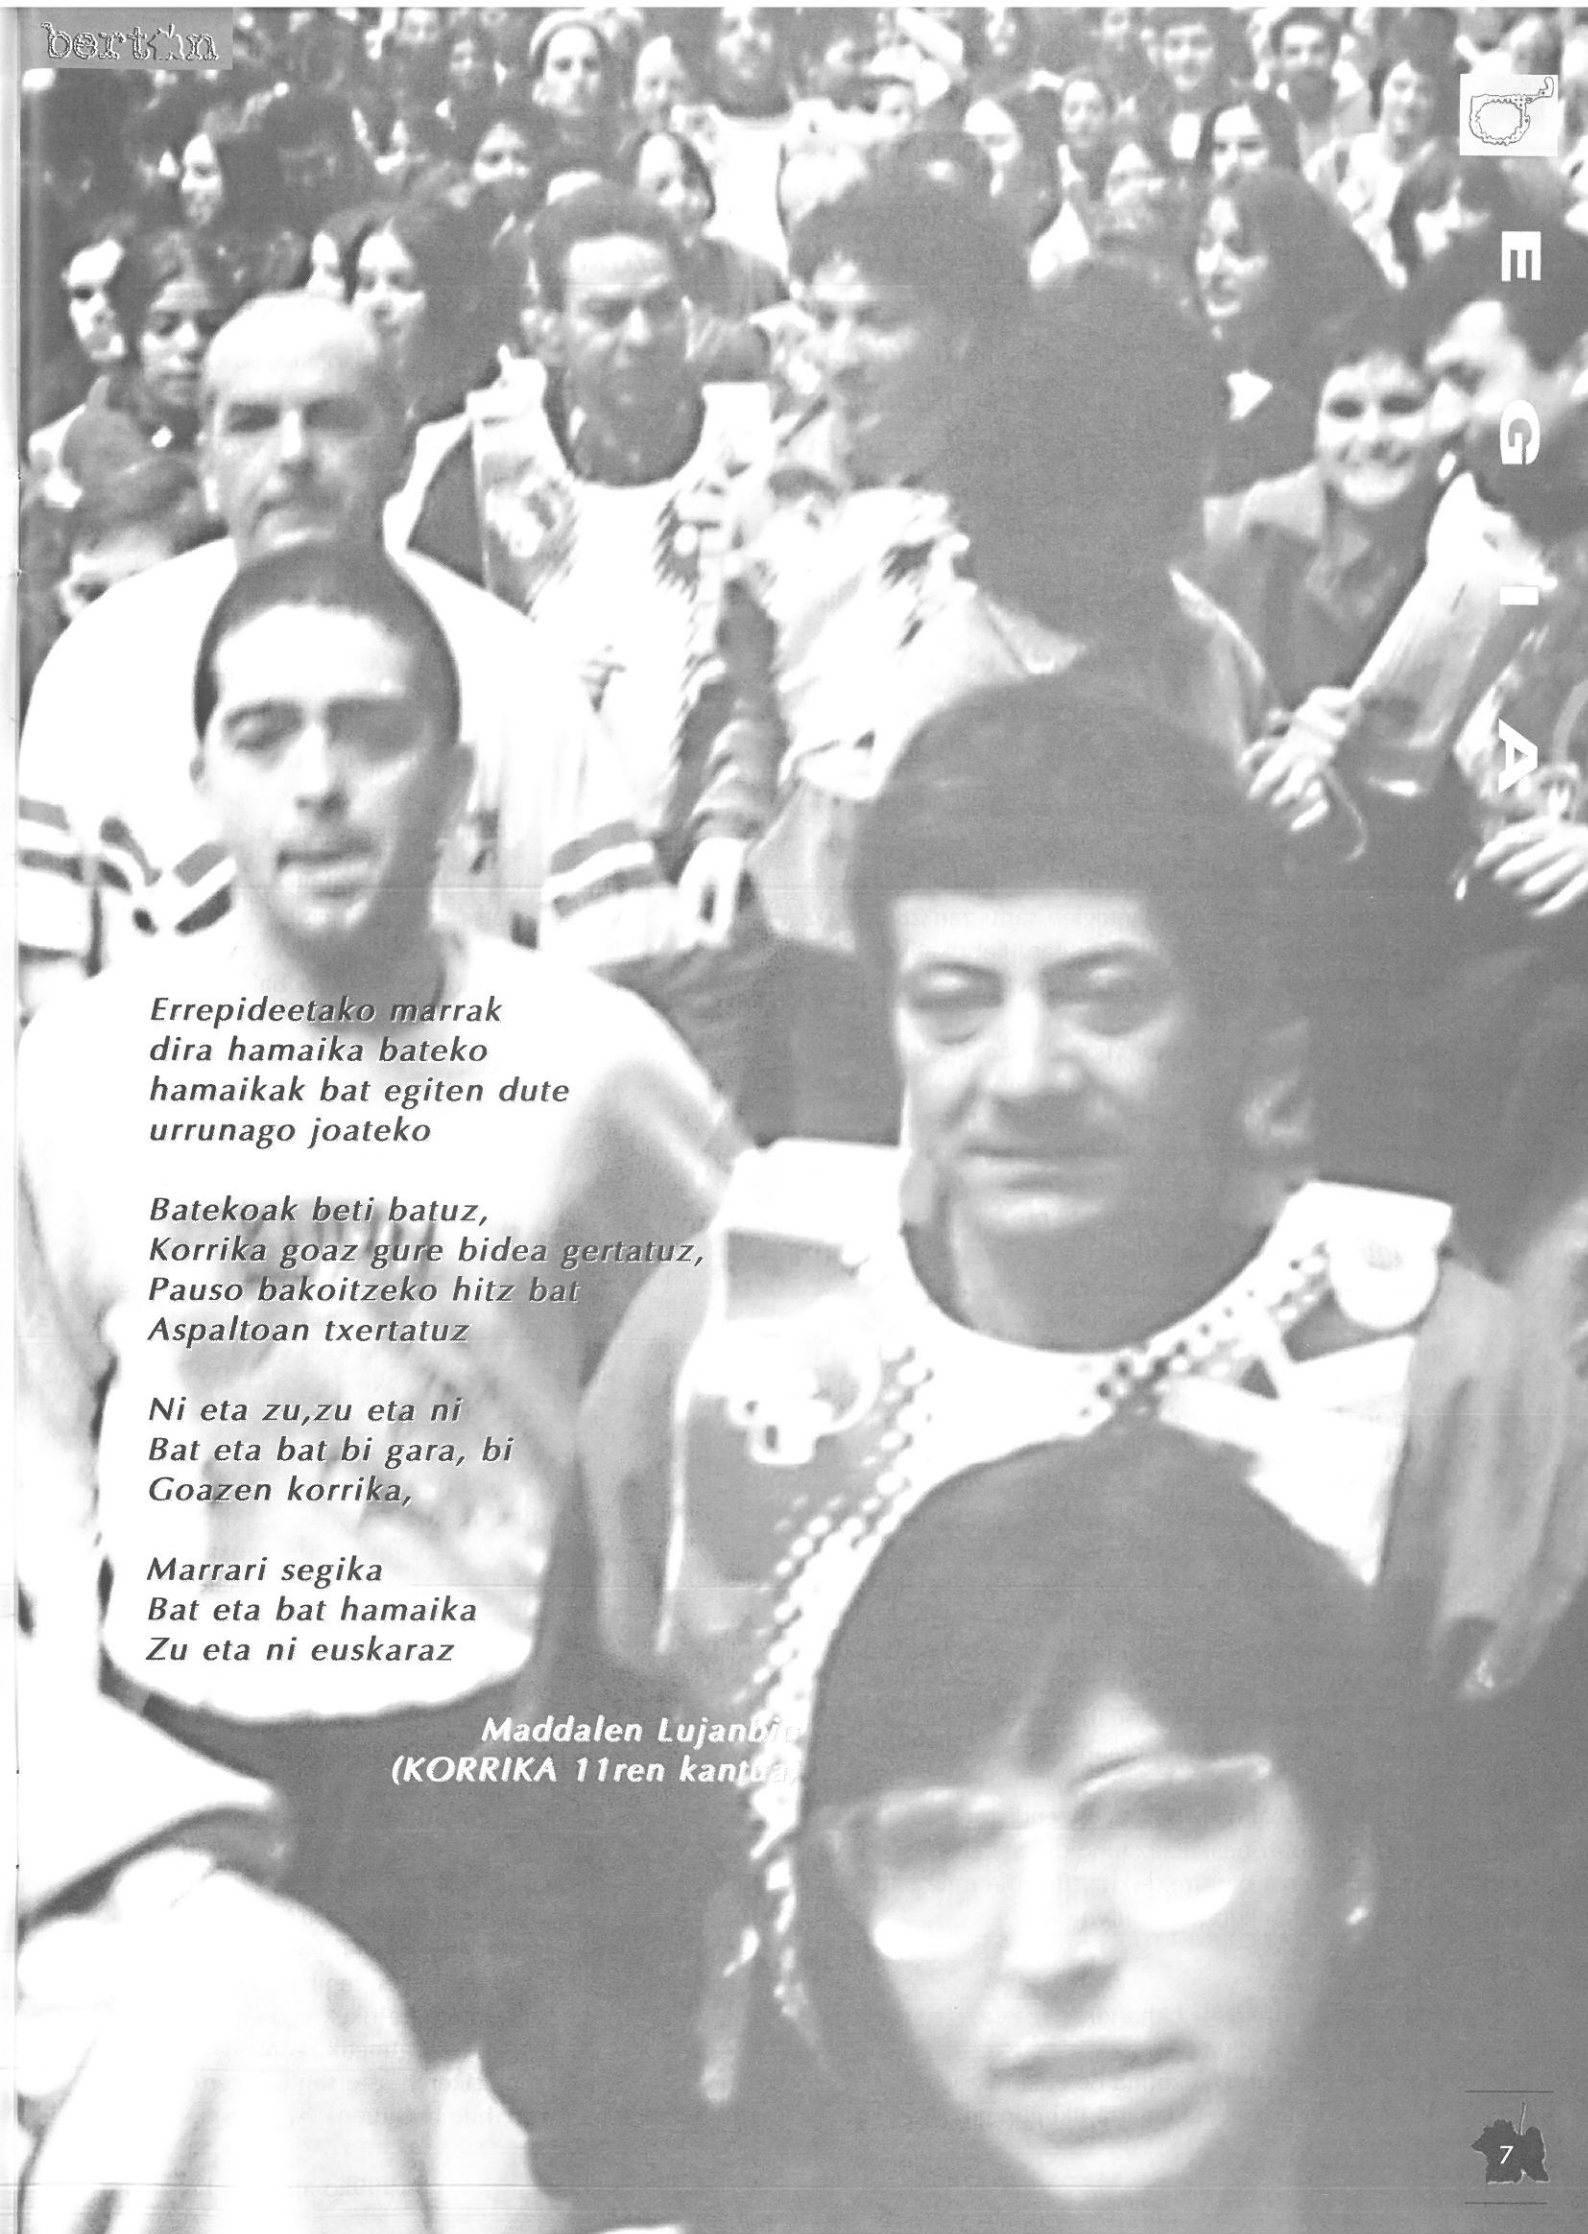 bertan
E
G
I
A
Errepideetako marrak
dira hamaika bateko
hamaikak bat egiten dute
urrunago joateko
Batekoak beti batuz,
Korrika goaz gure bidea gertatuz,
Pauso bakoitzeko hitz bat
Aspaltoan txertatuz
Ni eta zu,zu eta ni
Bat eta bat bi gara, bi
Goazen korrika,
Marrari segika
Bat eta bat hamaika
Zu eta ni euskaraz
Maddalen Lujanbio
(KORRIKA 11ren kantua)
7